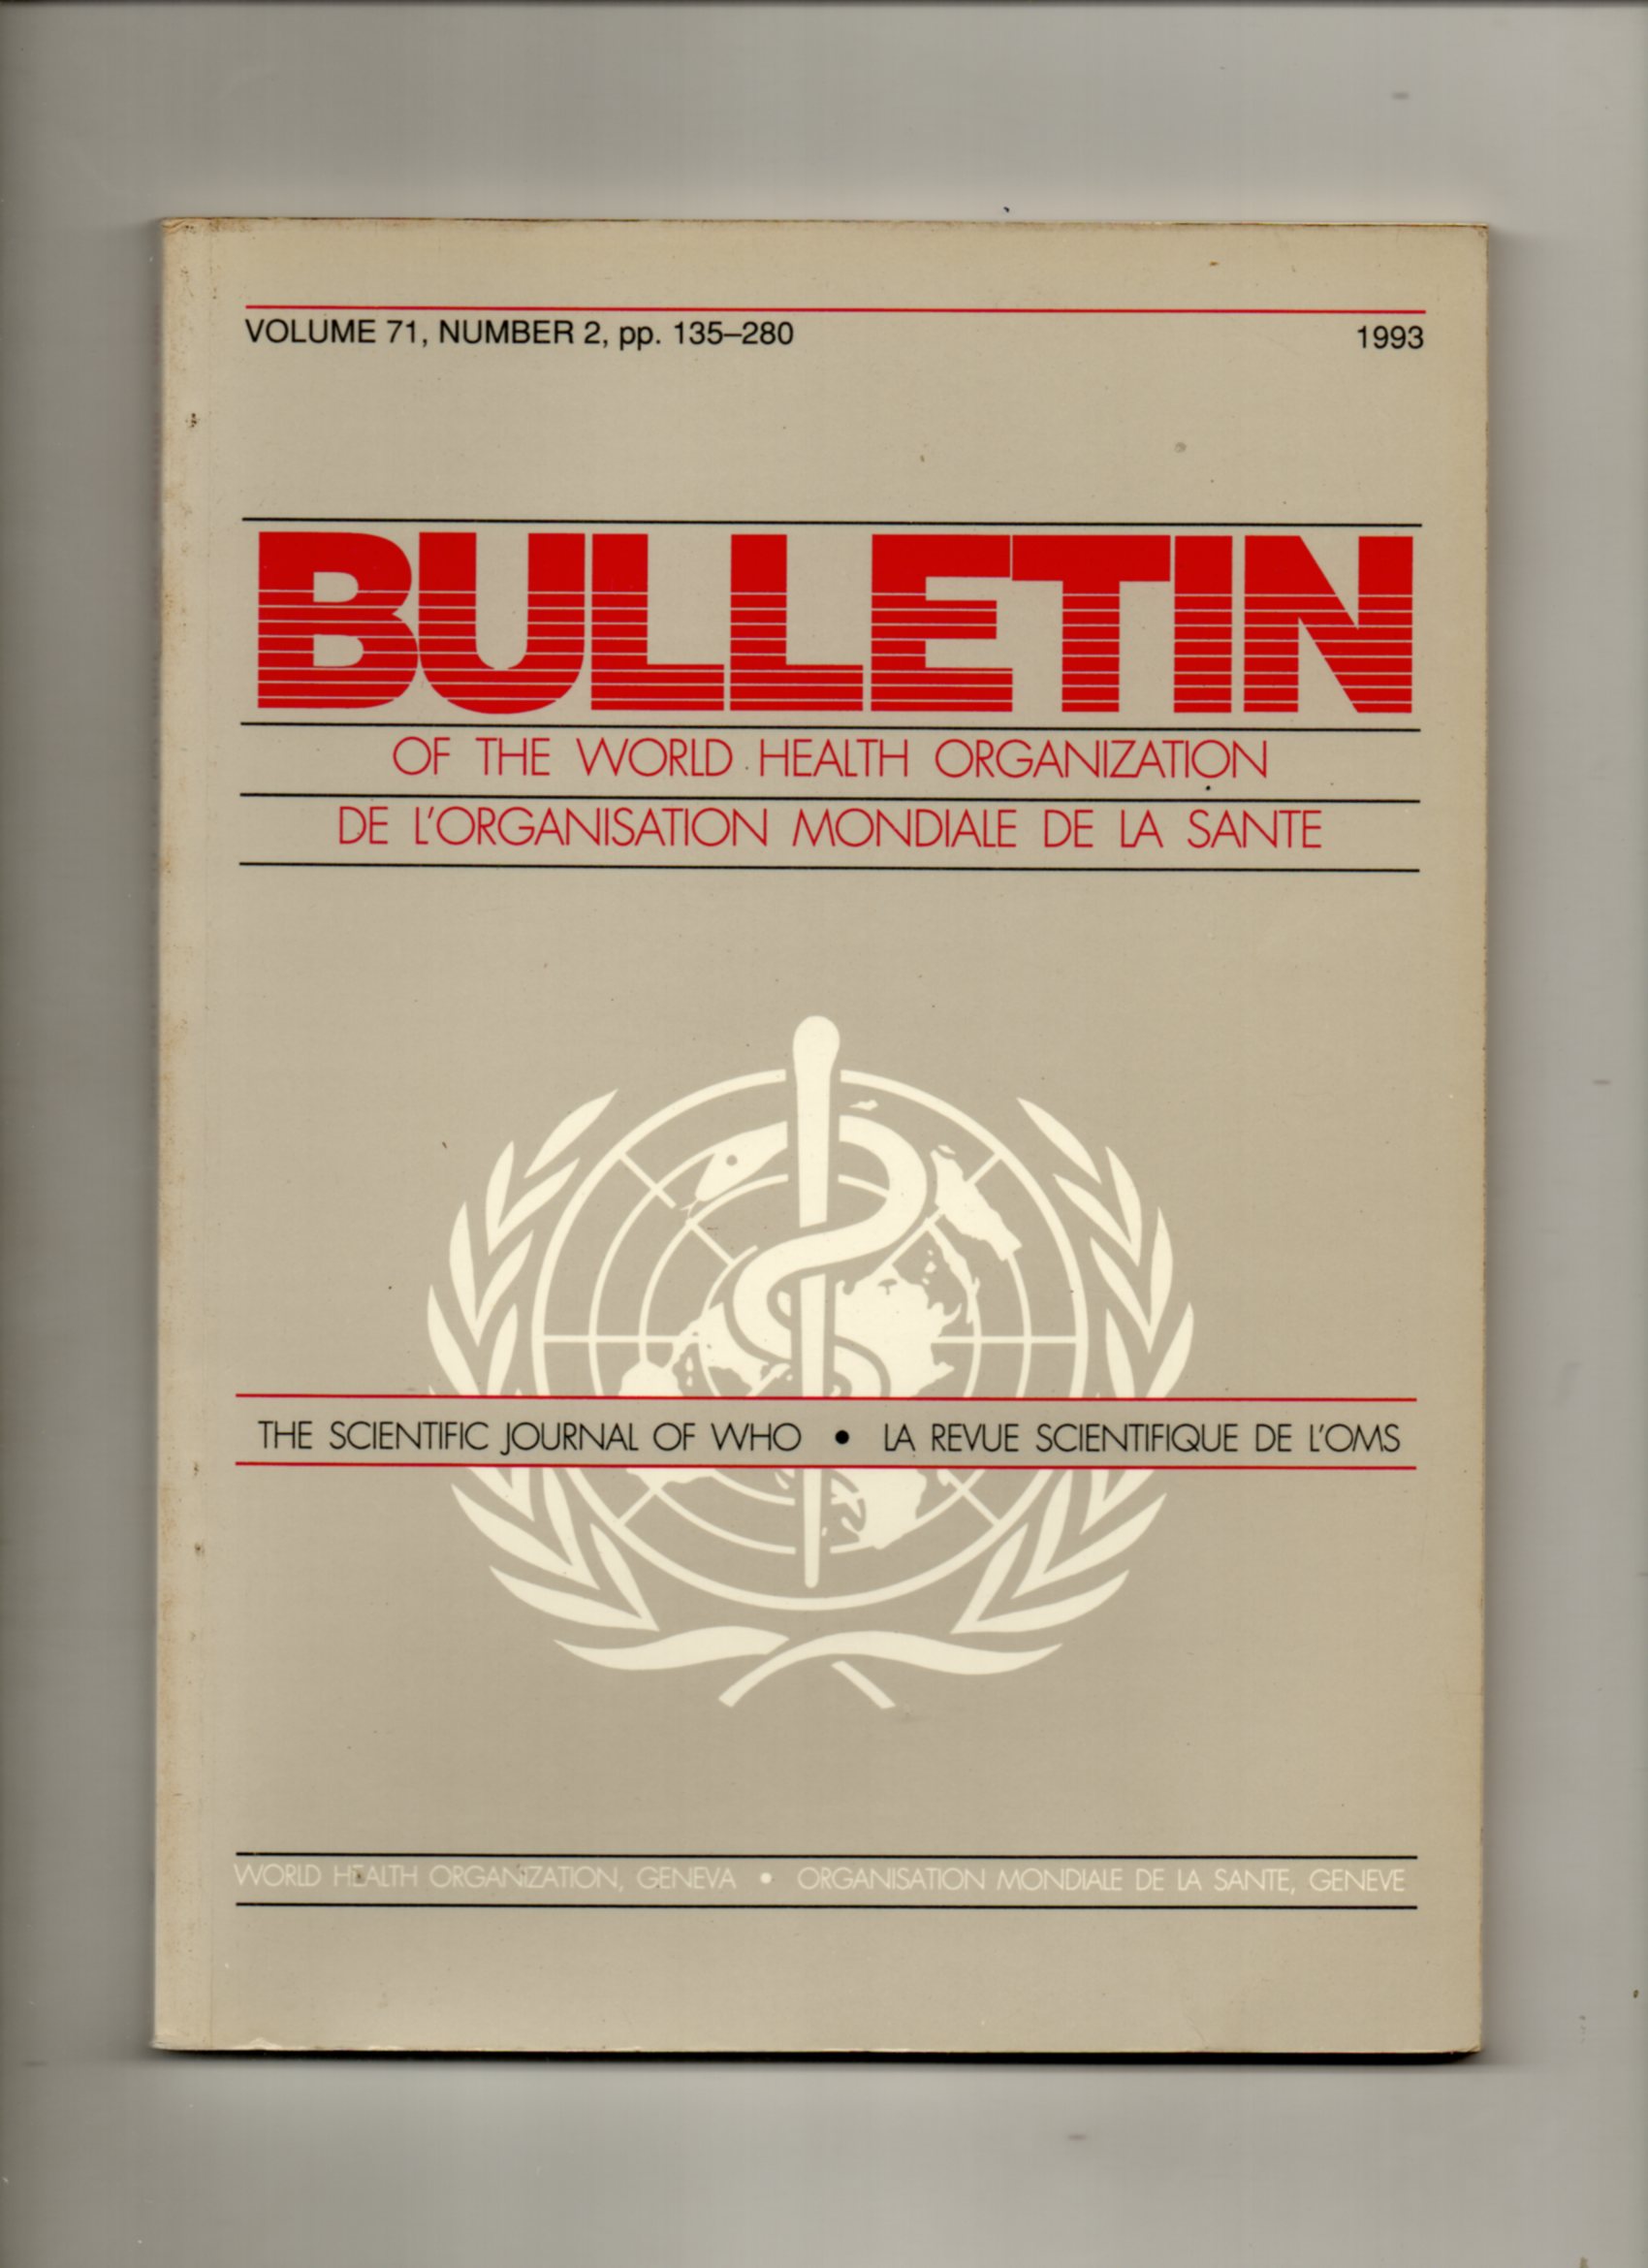 VOLUME 71, NUMBER 2, pp. 135–280 1993
BULLETIN
OF THE WORLD HEALTH ORGANIZATION
DE L'ORGANISATION MONDIALE DE LA SANTE
THE SCIENTIFIC JOURNAL OF WHO • LA REVUE SCIENTIFIQUE DE L'OMS
WORLD HEALTH ORGANIZATION, GENEVA • ORGANISATION MONDIALE DE LA SANTE, GENEVE